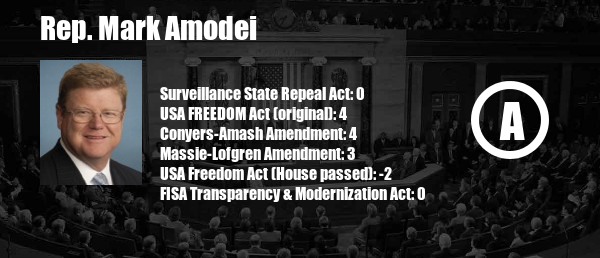 Rep. Mark Amodei
Surveillance State Repeal Act: 0
USA FREEDOM Act (original): 4
Conyers-Amash Amendment: 4
Massie-Lofgren Amendment: 3
USA Freedom Act (House passed): -2
FISA Transparency & Modernization Act: 0
A